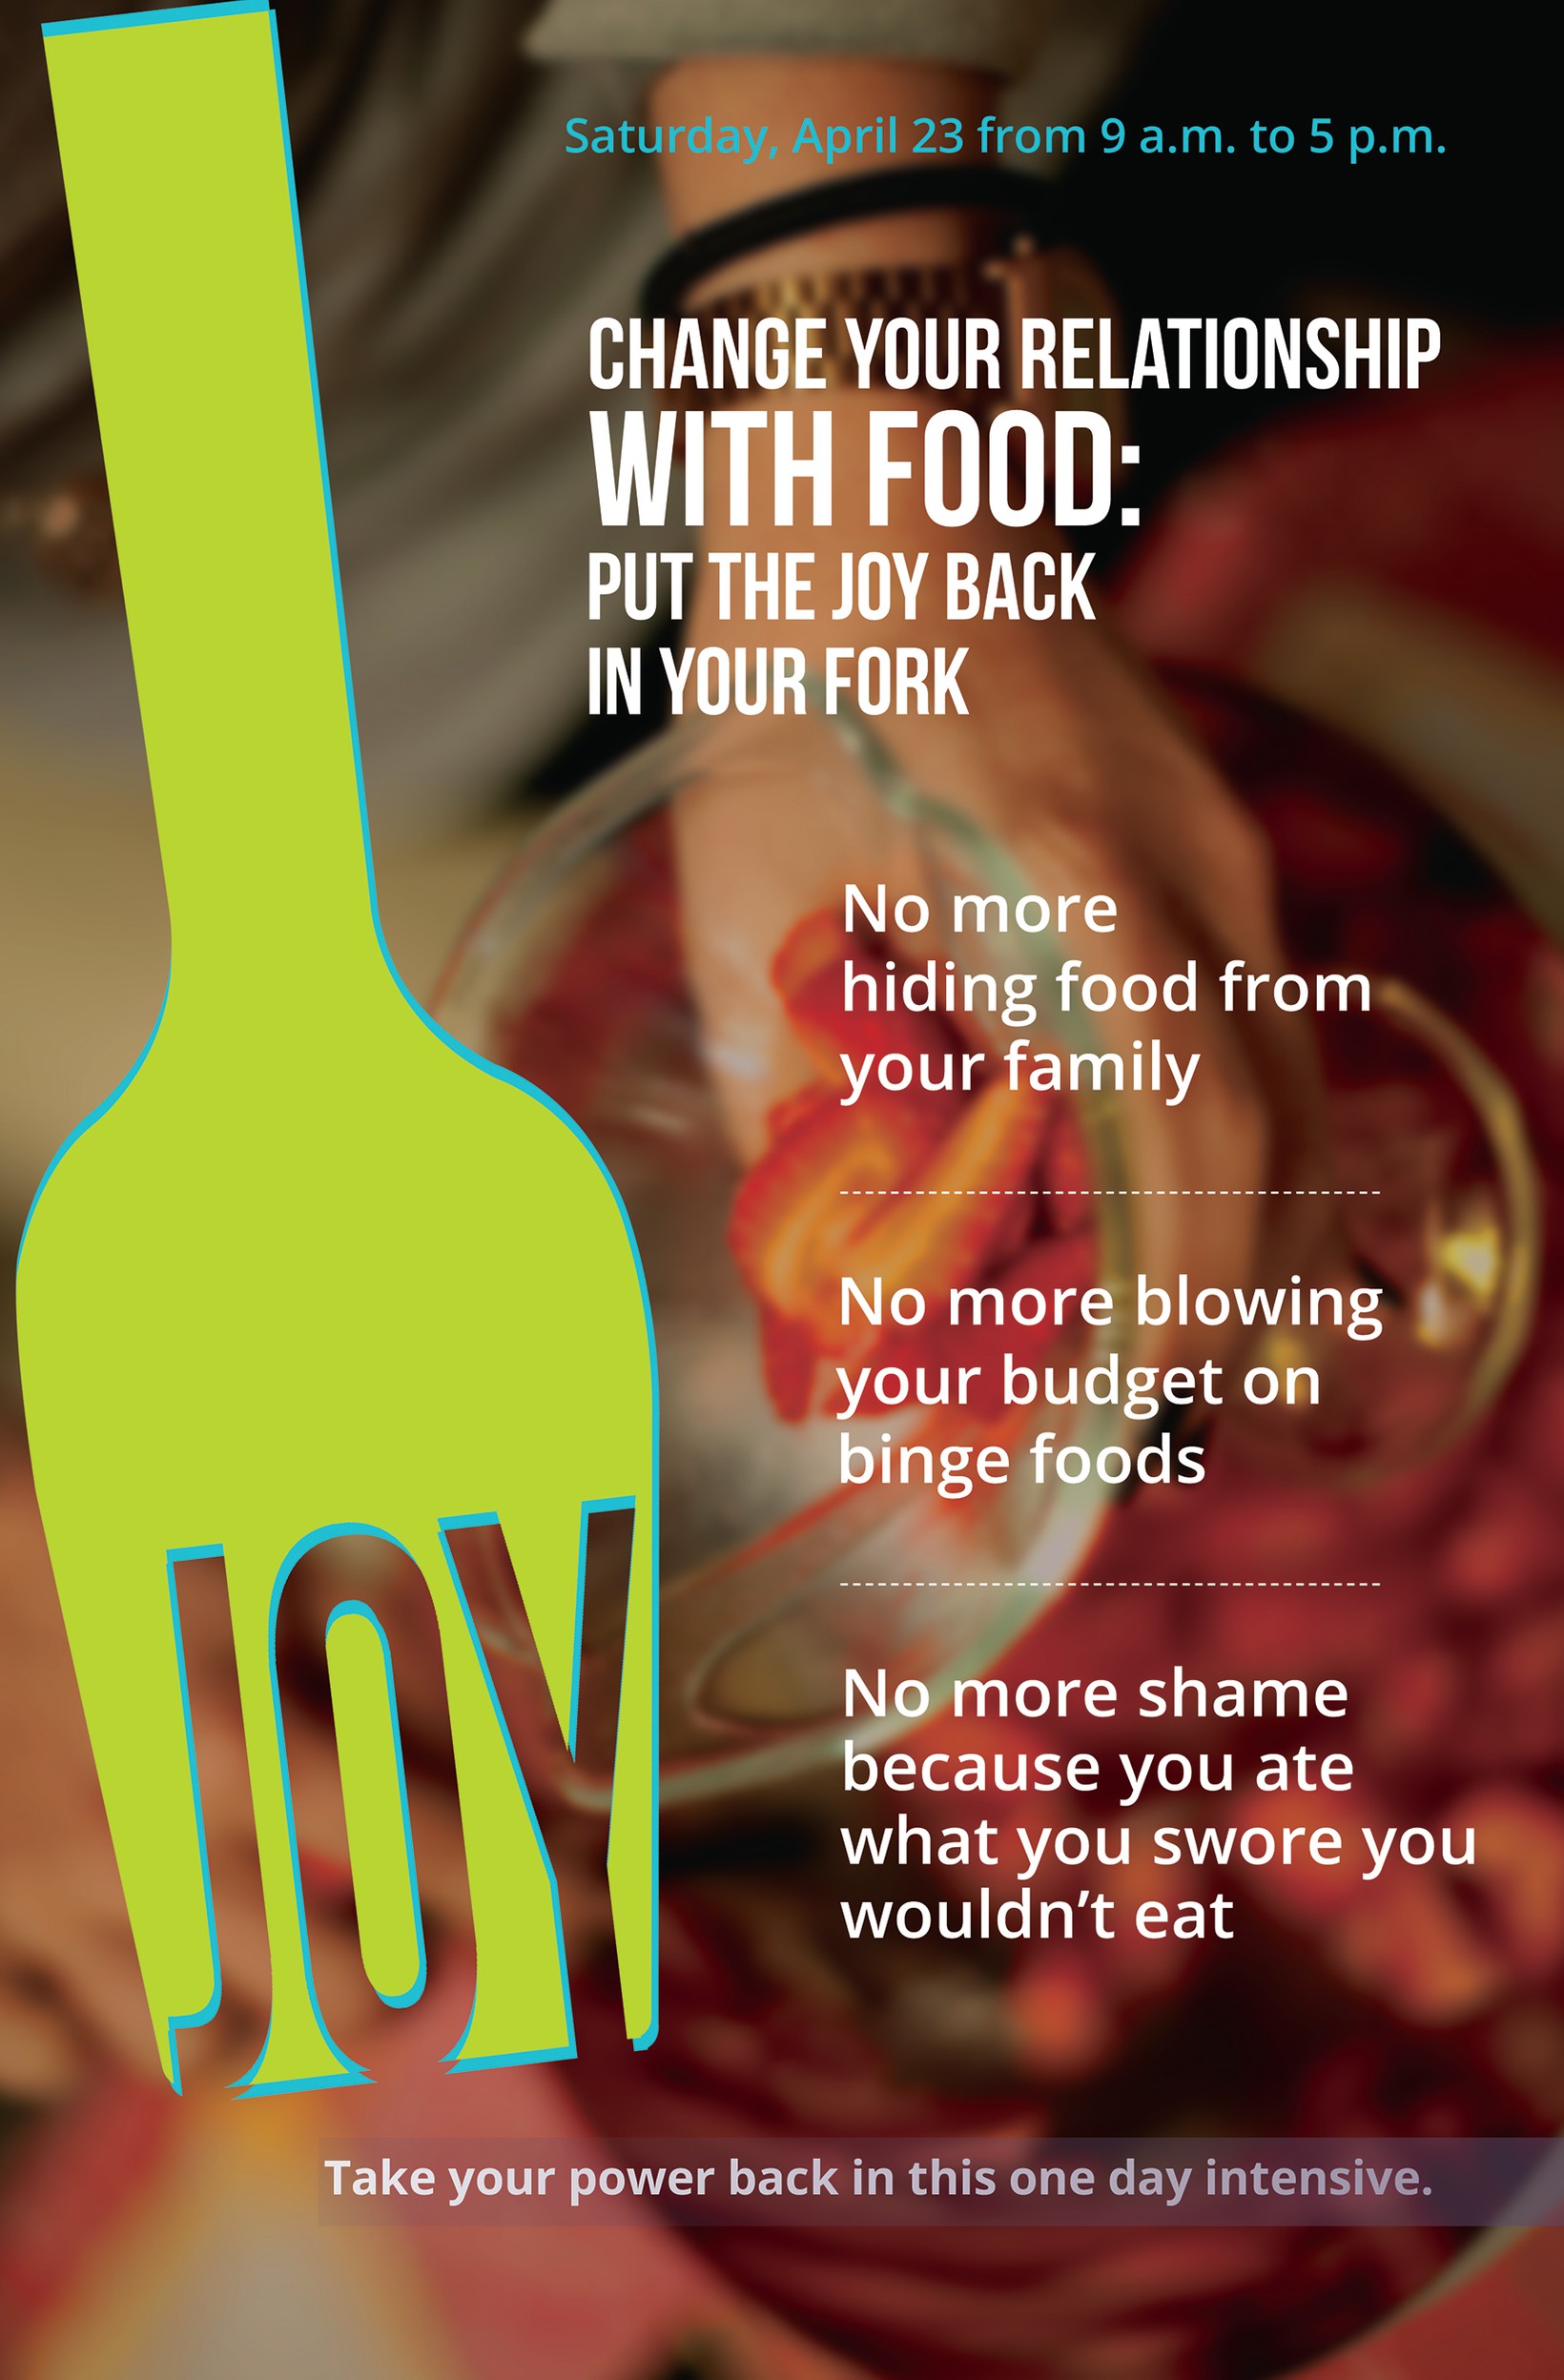 Saturday, April 23 from 9 a.m. to 5 p.m.
CHANGE YOUR RELATIONSHIP
WITH FOOD:
PUT THE JOY BACK
IN YOUR FORK
No more
hiding food from
your family
No more blowing
your budget on
binge foods
No more shame
because you ate
what you swore you
wouldn’t eat
JOY
Take your power back in this one day intensive.